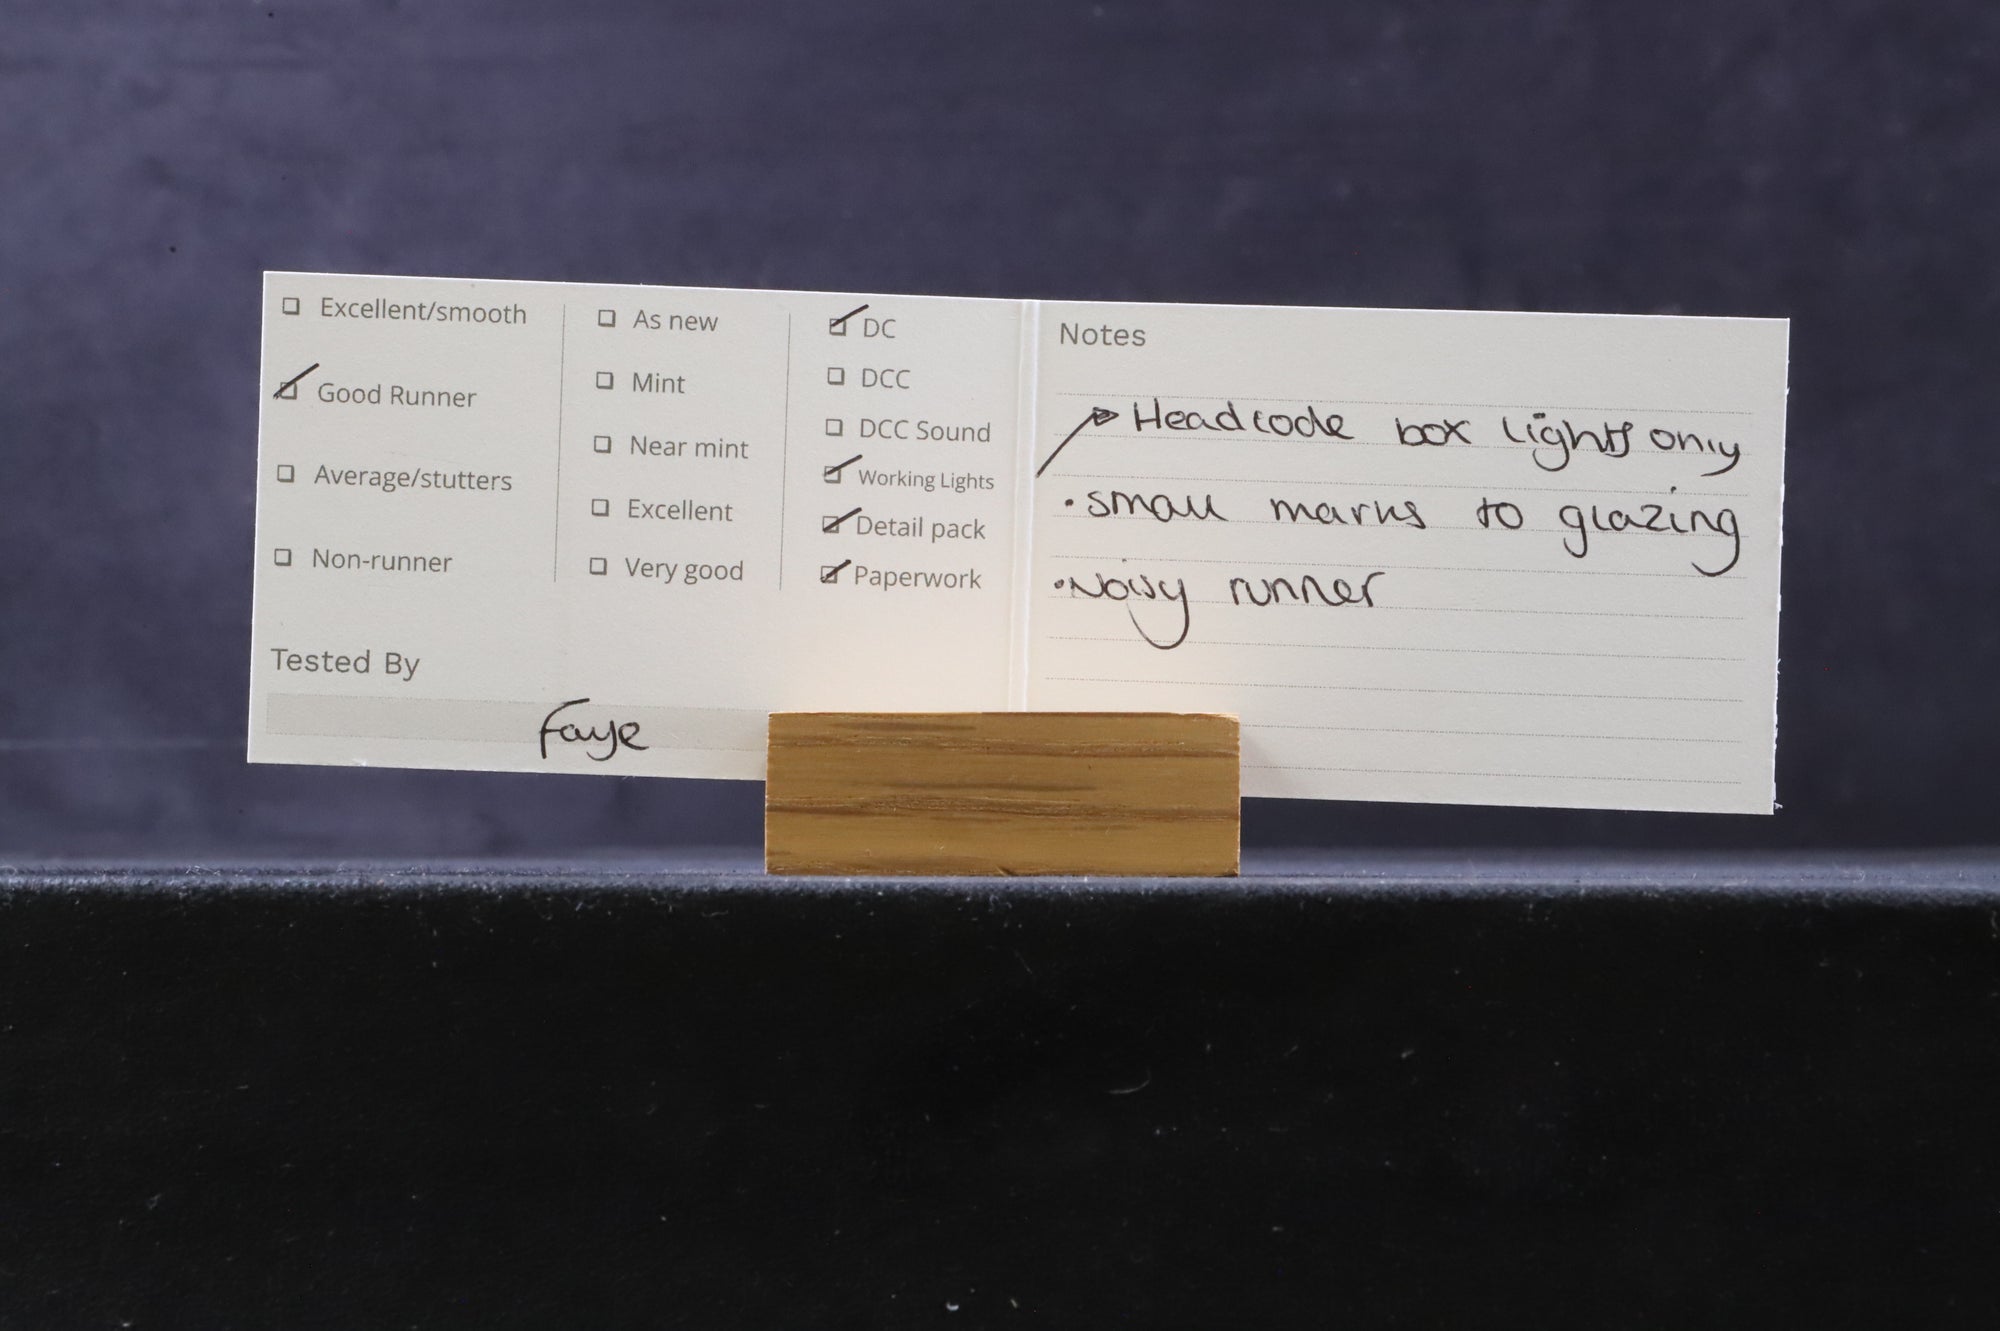 Excellent/smooth
Good Runner
Average/stutters
Non-runner
As new
Mint
Near mint
Excellent
Very good
DC
DCC
DCC Sound
Working Lights
Detail pack
Paperwork
Tested By
Faye
Notes
Headcode box lights only
• small marks to glazing
• Noisy runner